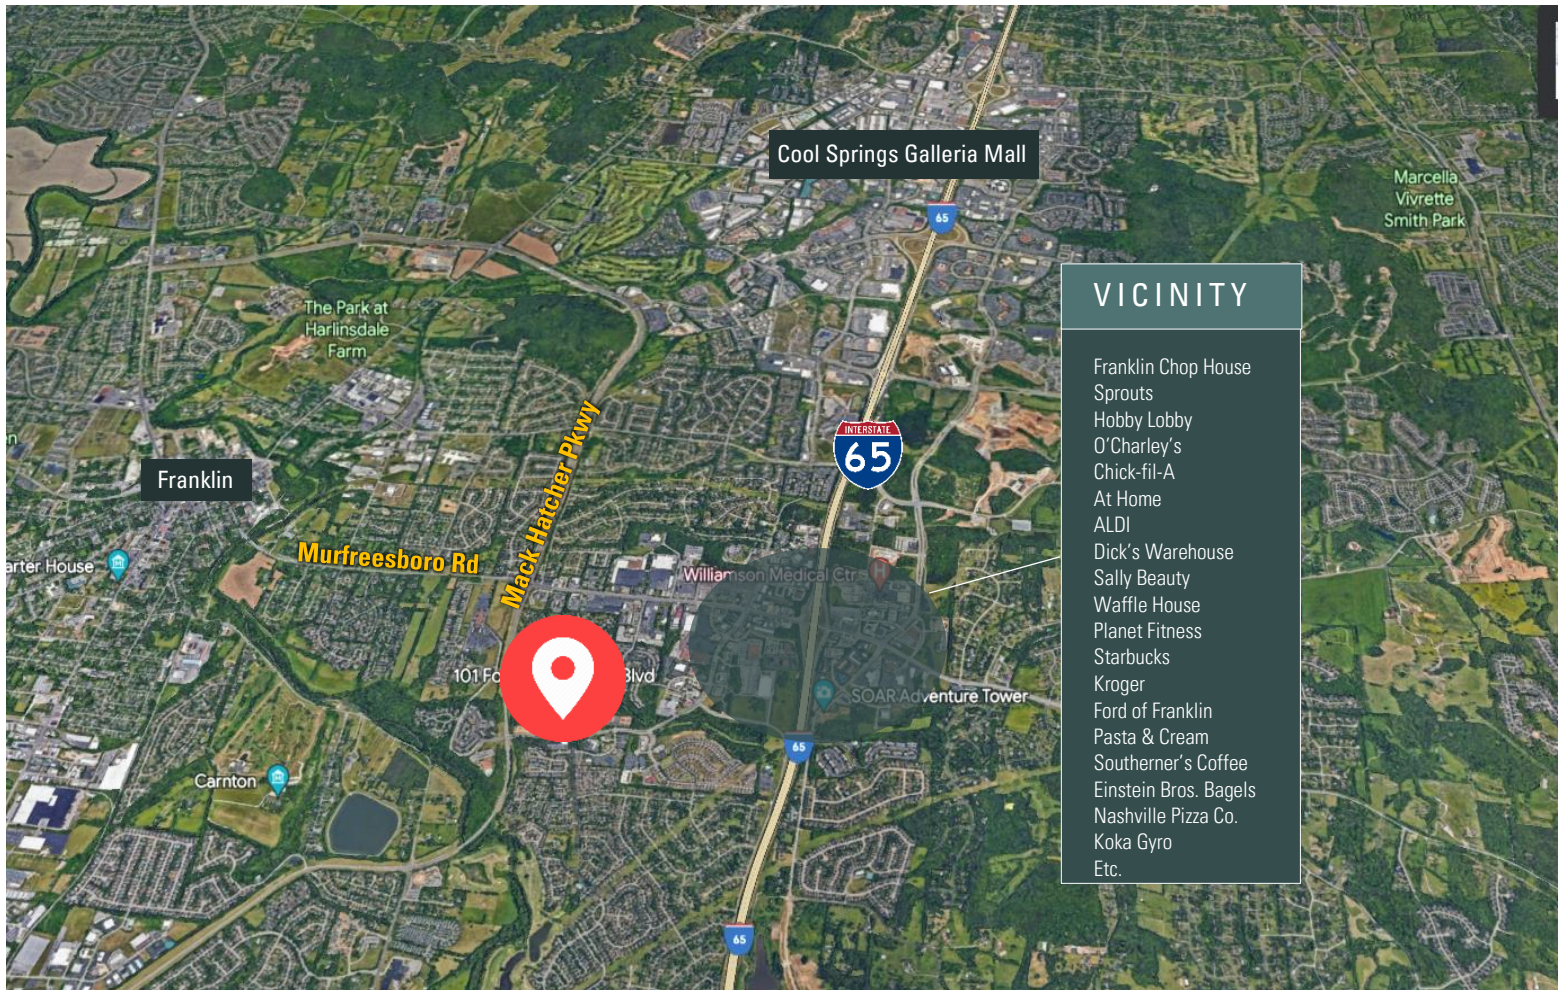 Cool Springs Galleria Mall
65
Marcella
Vivrette
Smith Park
VICINITY
Franklin Chop House
Sprouts
Hobby Lobby
O'Charley's
Chick-fil-A
At Home
ALDI
Dick's Warehouse
Sally Beauty
Waffle House
Planet Fitness
Starbucks
Kroger
Ford of Franklin
Pasta & Cream
Southerner's Coffee
Einstein Bros. Bagels
Nashville Pizza Co.
Koka Gyro
Etc.
The Park at
Harlinsdale
Farm
Mack Hatcher Pkwy
INTERSTATE
65
Franklin
Murfreesboro Rd
arter House
Williamson Medical Ctr
H
101 Fo
Blvd
SOAR Adventure Tower
65
Carnton
65